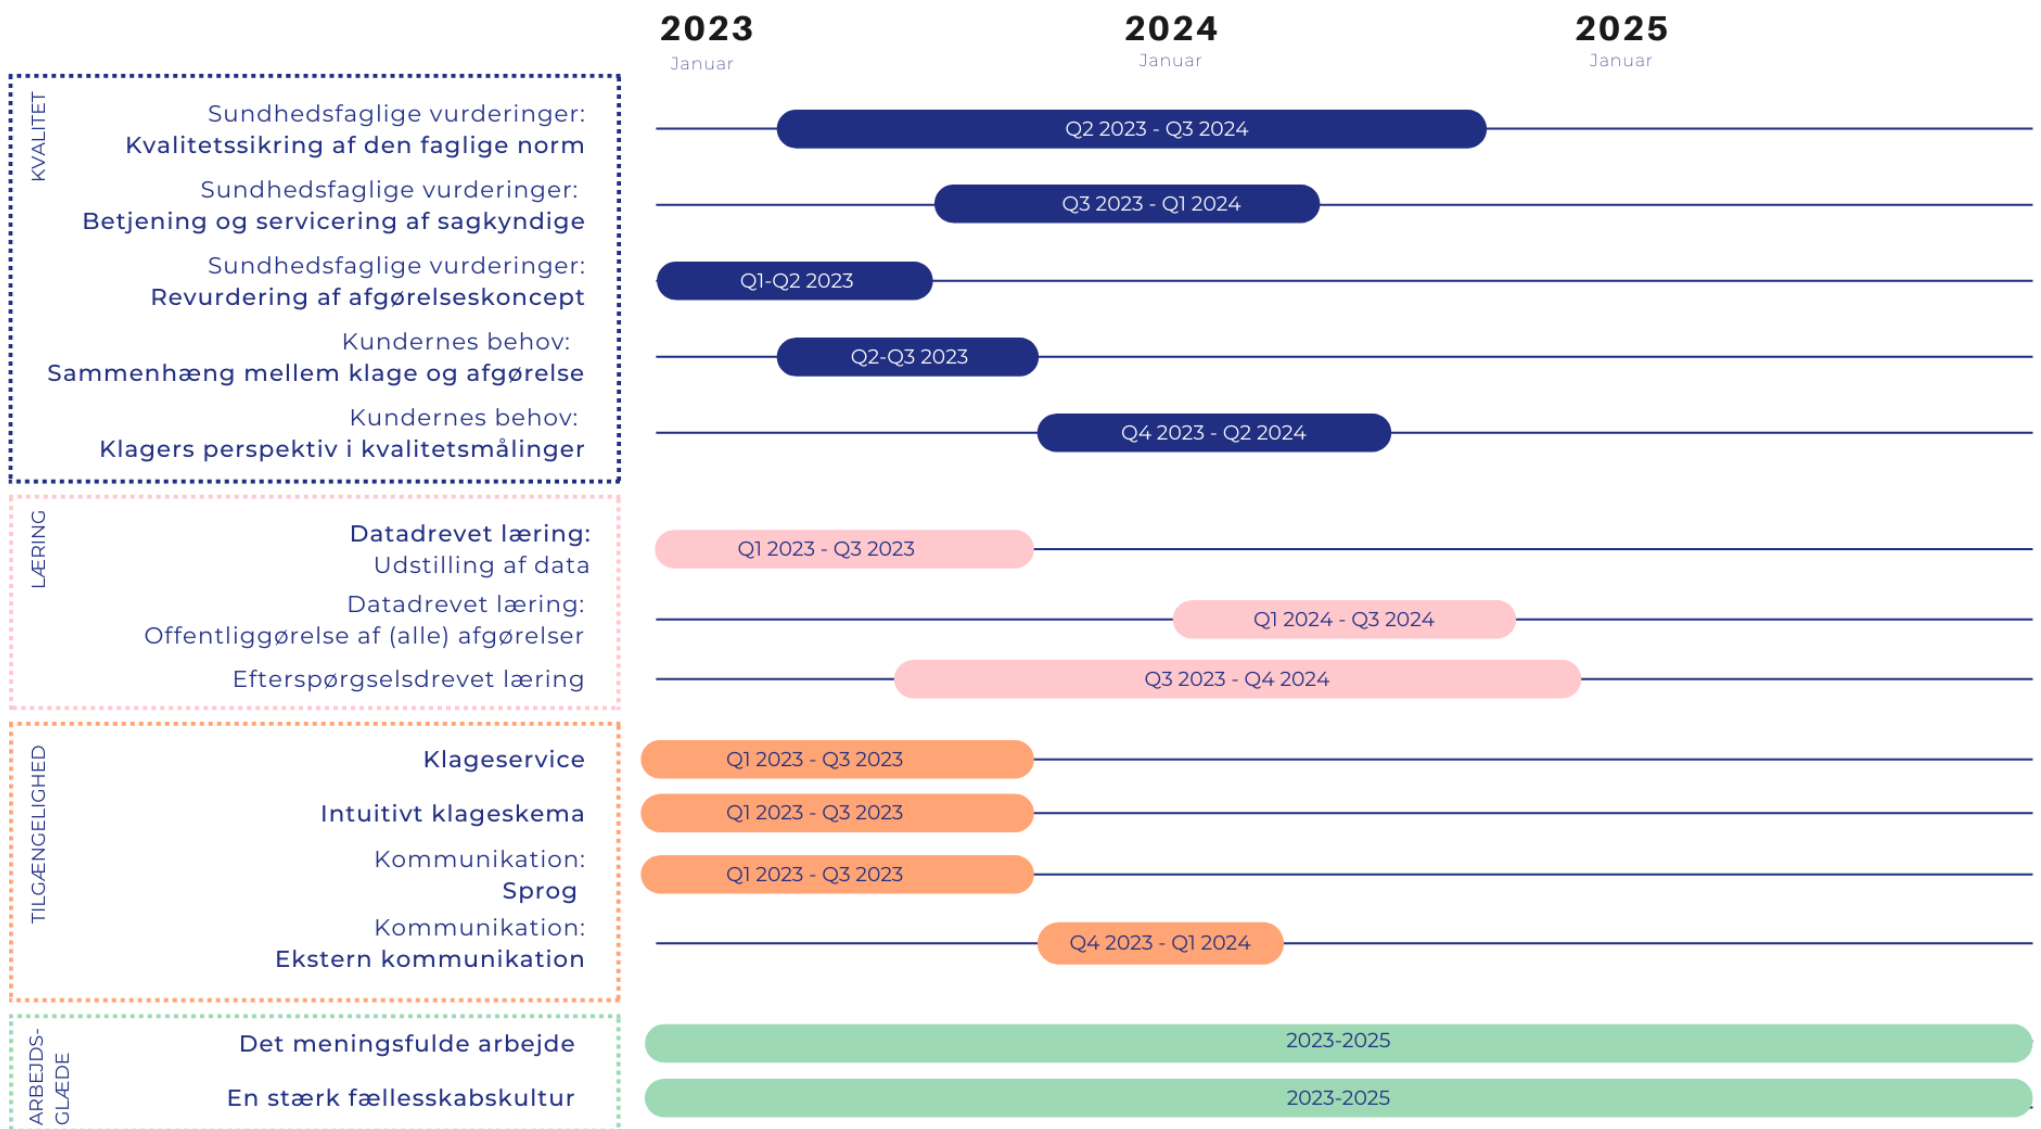 2023
Januar
2024
Januar
2025
Januar
KVALITET
Sundhedsfaglige vurderinger:
Kvalitetssikring af den faglige norm
Q2 2023 - Q3 2024
Sundhedsfaglige vurderinger:
Betjening og servicering af sagkyndige
Q3 2023 - Q1 2024
Sundhedsfaglige vurderinger:
Revurdering af afgørelseskoncept
Q1-Q2 2023
Kundernes behov:
Sammenhæng mellem klage og afgørelse
Q2-Q3 2023
Kundernes behov:
Klagers perspektiv i kvalitetsmålinger
Q4 2023 - Q2 2024
LÆRING
Datadrevet læring:
Udstilling af data
Q1 2023 - Q3 2023
Datadrevet læring:
Offentliggørelse af (alle) afgørelser
Q1 2024 - Q3 2024
Efterspørgselsdrevet læring
Q3 2023 - Q4 2024
TILGÆNGELIGHED
Klageservice
Q1 2023 - Q3 2023
Intuitivt klageskema
Q1 2023 - Q3 2023
Kommunikation:
Sprog
Q1 2023 - Q3 2023
Kommunikation:
Ekstern kommunikation
Q4 2023 - Q1 2024
ARBEJDS-
GLÆDE
Det meningsfulde arbejde
2023-2025
En stærk fællesskabskultur
2023-2025